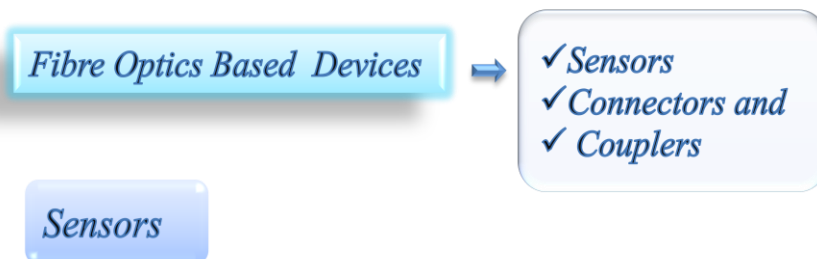 Fibre Optics Based Devices
✓Sensors
✓Connectors and
✓ Couplers
Sensors